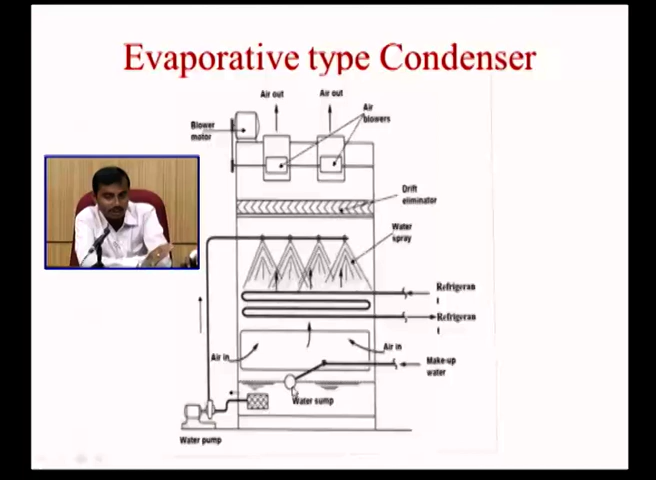 Evaporative type Condenser
Air out
Air out
Air
blowers
Blower
motor
Drift
eliminator
Water
spray
Refrigeran
t
Refrigeran
t
Air in
Air in
Make-up
water
Water sump
Water pump